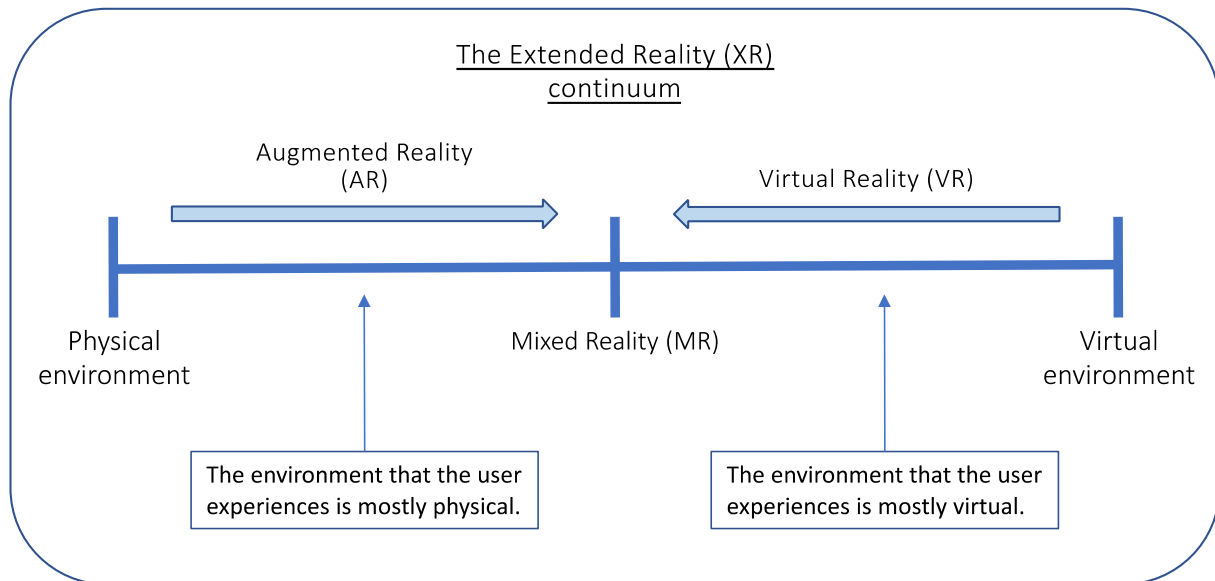 The Extended Reality (XR)
continuum
Augmented Reality
(AR)
Virtual Reality (VR)
Physical
environment
Mixed Reality (MR)
Virtual
environment
The environment that the user
experiences is mostly physical.
The environment that the user
experiences is mostly virtual.